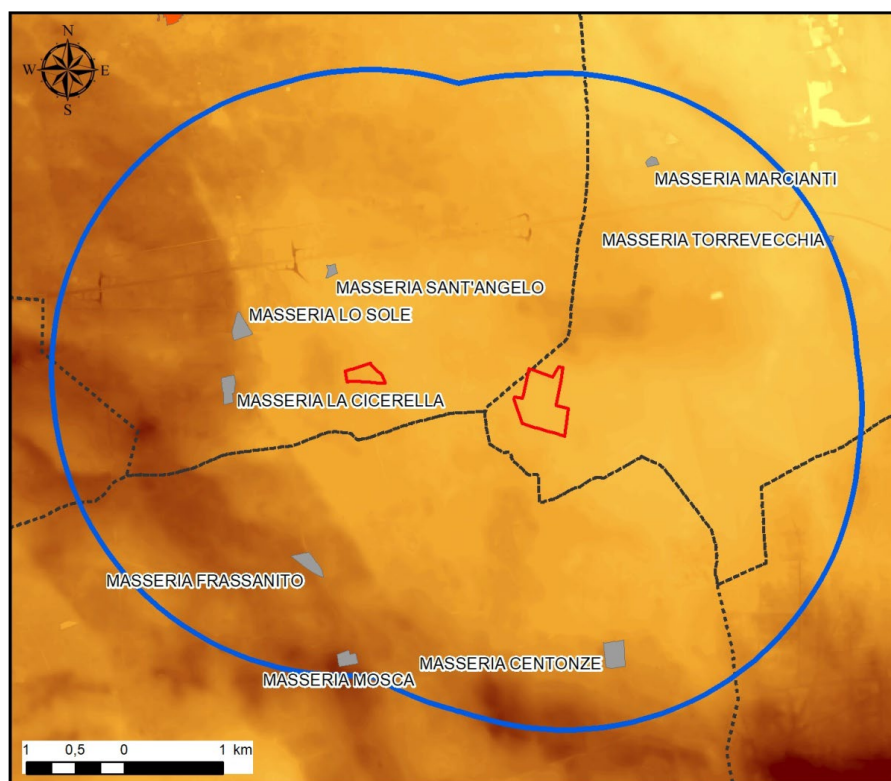 N
W E
S
MASSERIA MARCIANTI
MASSERIA TORREVECCHIA
MASSERIA SANT'ANGELO
MASSERIA LO SOLE
MASSERIA LA CICERELLA
MASSERIA FRASSANITO
MASSERIA CENTONZE
MASSERIA MOSCA
1 0,5 0 1 km